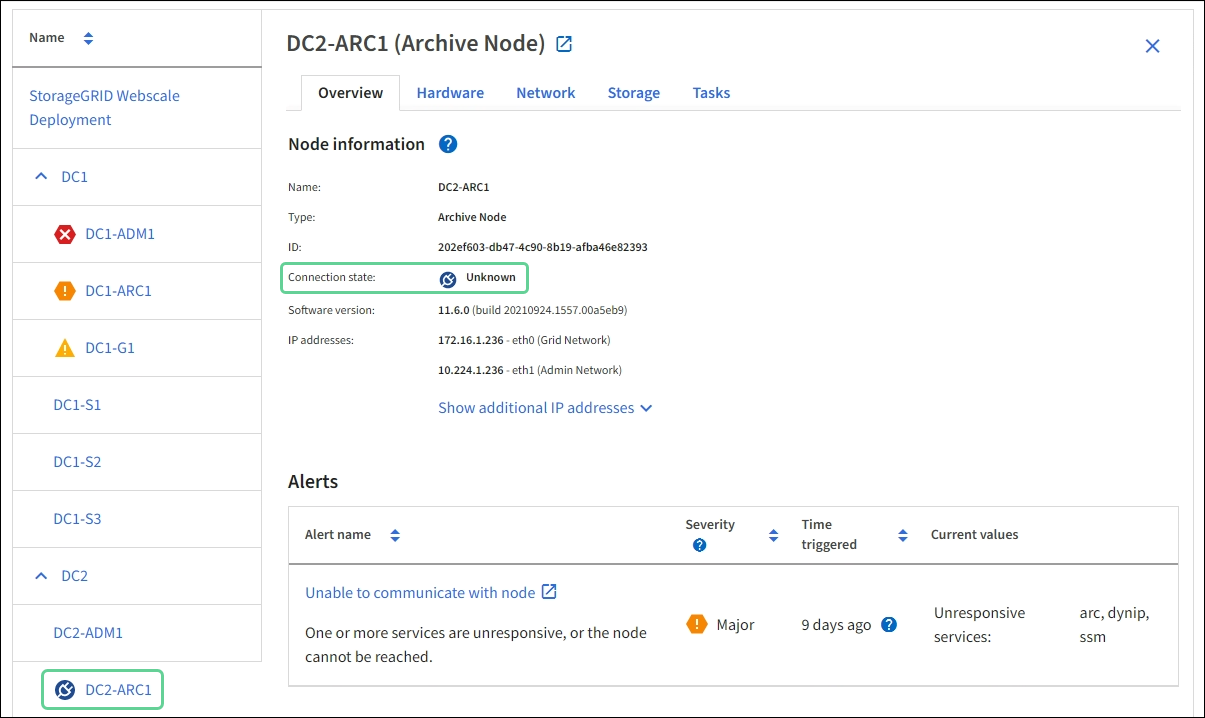 Name
StorageGRID Webscale
Deployment
DC1
DC1-ADM1
DC1-ARC1
DC1-G1
DC1-S1
DC1-S2
DC1-S3
DC2
DC2-ADM1
DC2-ARC1
DC2-ARC1 (Archive Node)
Overview Hardware Network Storage Tasks
Node information ?
Name: DC2-ARC1
Type: Archive Node
ID: 202ef603-db47-4c90-8b19-afba46e82393
Connection state: Unknown
Software version: 11.6.0 (build 20210924.1557.00a5eb9)
IP addresses: 172.16.1.236 - eth0 (Grid Network)
10.224.1.236 - eth1 (Admin Network)
Show additional IP addresses
Alerts
Alert name Severity ? Time triggered Current values
Unable to communicate with node
One or more services are unresponsive, or the node
cannot be reached.
Major
9 days ago ?
Unresponsive
services:
arc, dynip,
ssm